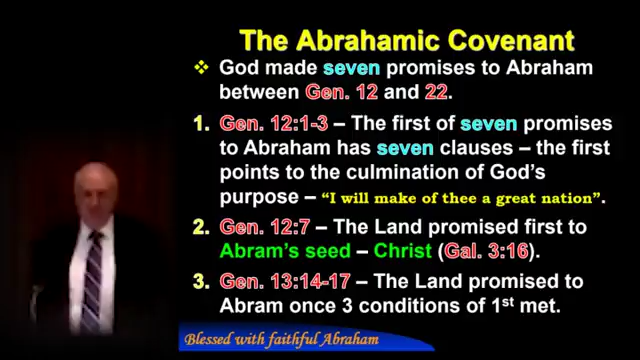 The Abrahamic Covenant
❖ God made seven promises to Abraham
between Gen. 12 and 22.
1. Gen. 12:1-3 – The first of seven promises
to Abraham has seven clauses – the first
points to the culmination of God's
purpose – "I will make of thee a great nation".
2. Gen. 12:7 – The Land promised first to
Abram's seed – Christ (Gal. 3:16).
3. Gen. 13:14-17 – The Land promised to
Abram once 3 conditions of 1st met.
Blessed with faithful Abraham